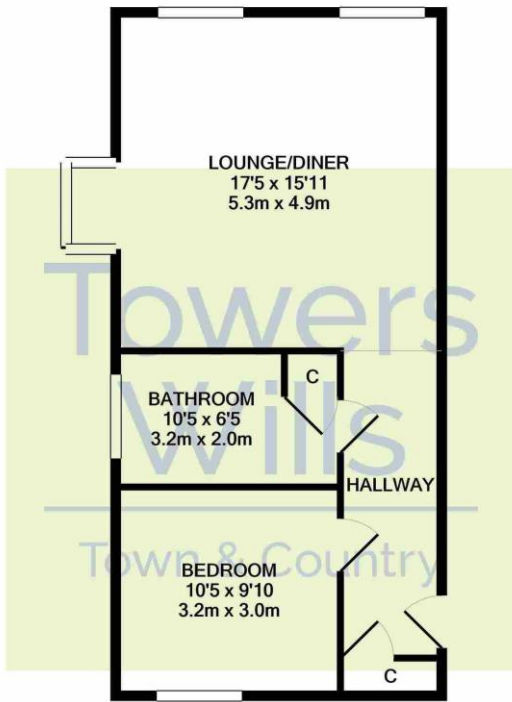 LOUNGE/DINER
17'5 x 15'11
5.3m x 4.9m
Towers
Wills
C
BATHROOM
10'5 x 6'5
3.2m x 2.0m
HALLWAY
Town & Country
BEDROOM
10'5 x 9'10
3.2m x 3.0m
C